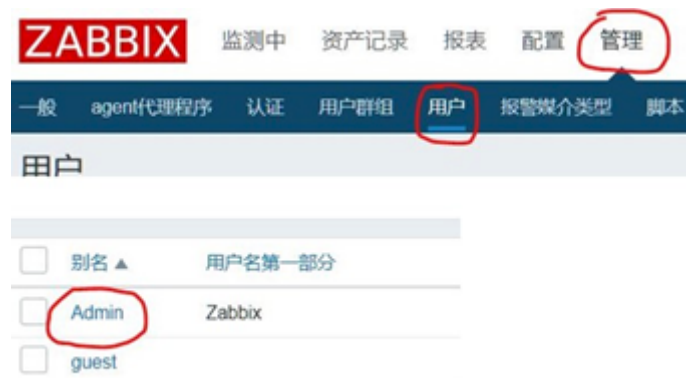 ZABBIX 监测中 资产记录 报表 配置 管理
一般 agent代理程序 认证 用户群组 用户 报警媒介类型 脚本
用户
别名▲ 用户名第一部分
Admin Zabbix
guest